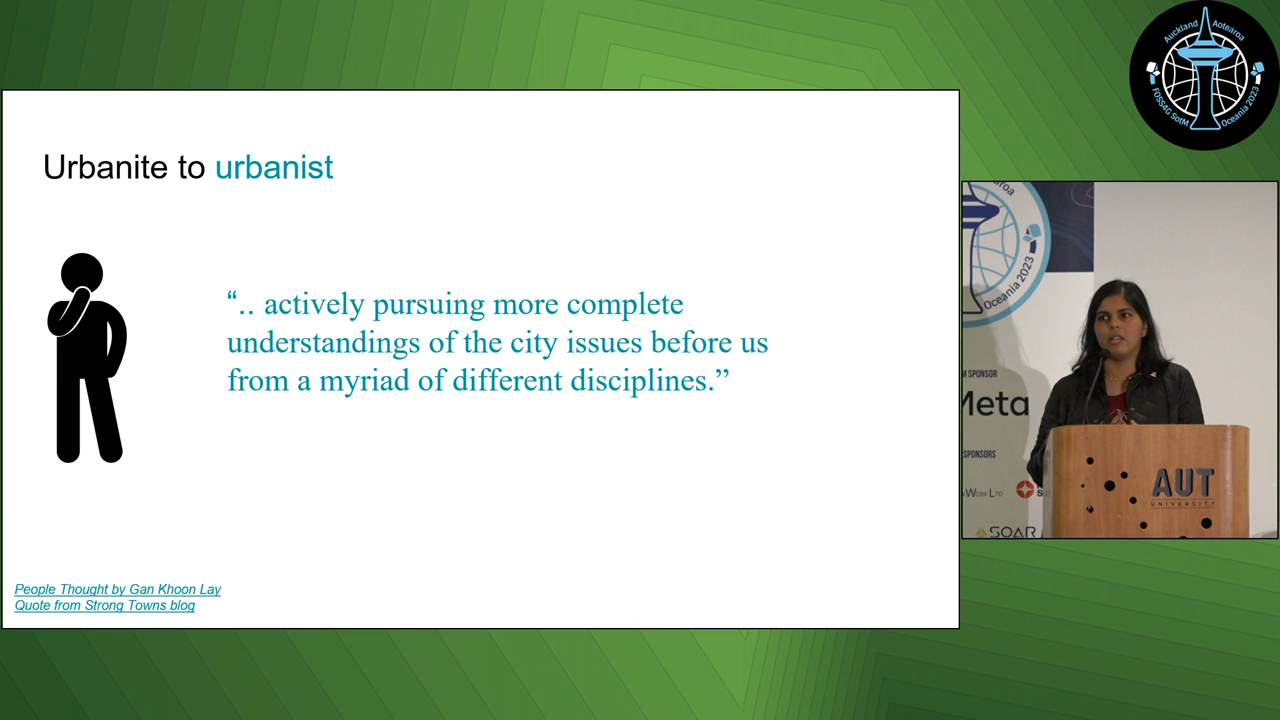 Urbanite to urbanist
“.. actively pursuing more complete
understandings of the city issues before us
from a myriad of different disciplines.”
People Thought by Gan Khoon Lay
Quote from Strong Towns blog
Auckland Aotearoa
FOSS4G SotM Oceania 2023
Oceania 2023
SPONSOR
Meta
SPONSORS
SOAR
AUT
UNIVERSITY